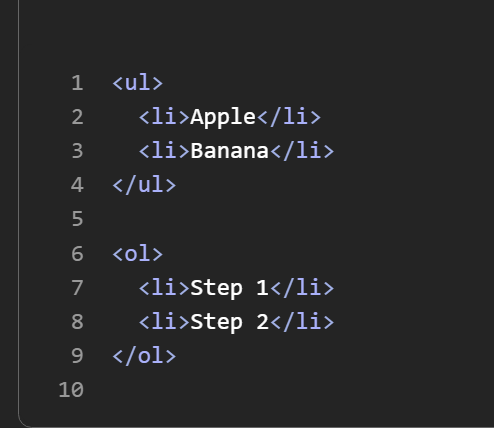 1 <ul>
2   <li>Apple</li>
3   <li>Banana</li>
4 </ul>
5
6 <ol>
7   <li>Step 1</li>
8   <li>Step 2</li>
9 </ol>
10